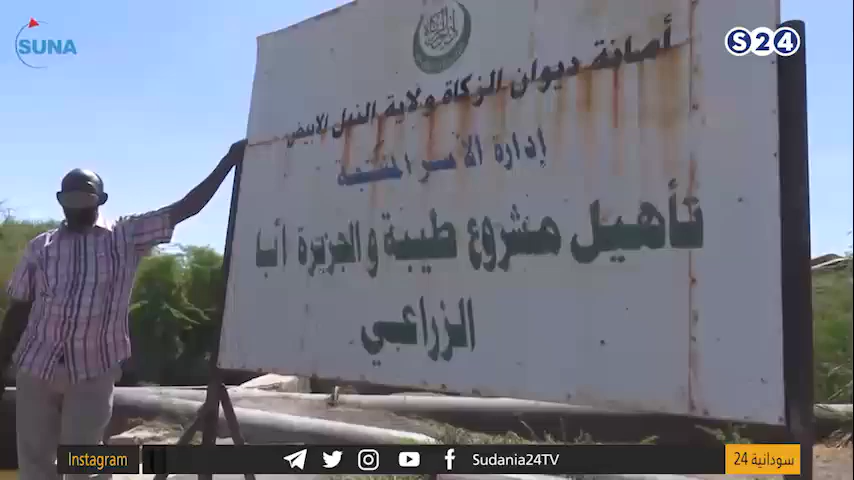 SUNA
S24
أمانة ديوان الزكاة ولاية النيل الابيض
إدارة الأسر المنتجة
تأهيل مشروع طيبة والجزيرة أبا
الزراعي
Instagram
Sudania24TV
سودانية 24